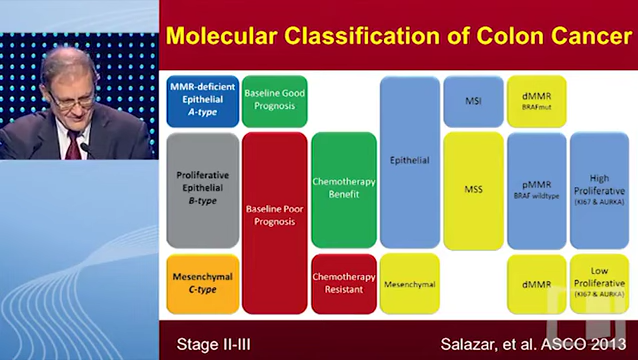 Molecular Classification of Colon Cancer
MMR-deficient
Epithelial
A-type
Baseline Good
Prognosis
MSI
dMMR
BRAFmut
Proliferative
Epithelial
B-type
Baseline Poor
Prognosis
Chemotherapy
Benefit
Epithelial
MSS
pMMR
BRAF wildtype
High
Proliferative
(KI67 & AURKA)
Mesenchymal
C-type
Chemotherapy
Resistant
Mesenchymal
dMMR
Low
Proliferative
(KI67 & AURKA)
Stage II-III
Salazar, et al. ASCO 2013